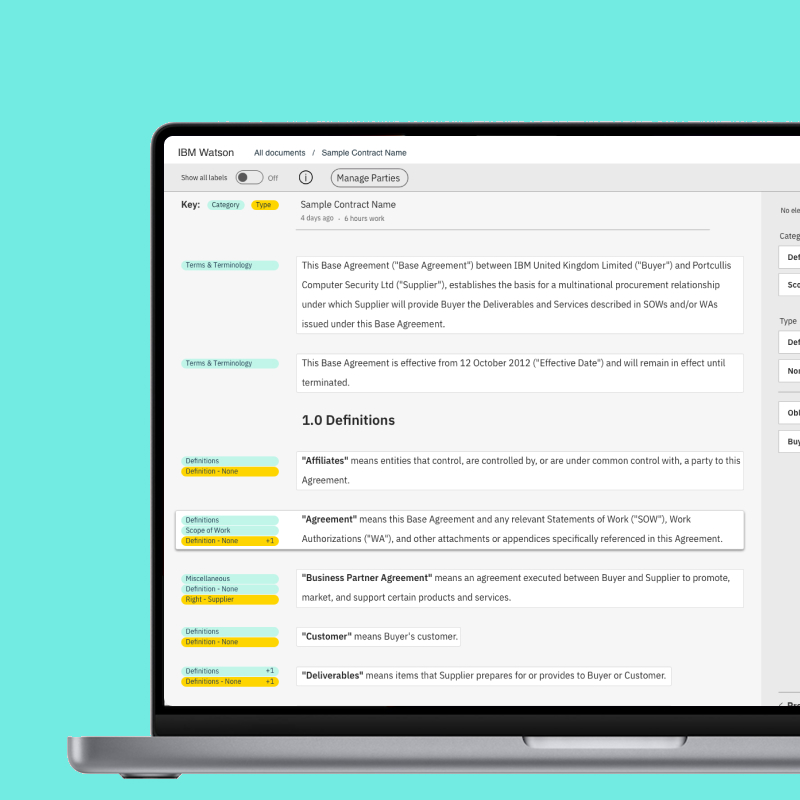 IBM Watson All documents / Sample Contract Name
Show all labels Off i Manage Parties
Key: Category Type
Sample Contract Name
4 days ago - 6 hours work
Terms & Terminology
This Base Agreement ("Base Agreement") between IBM United Kingdom Limited ("Buyer") and Portcullis
Computer Security Ltd ("Supplier"), establishes the basis for a multinational procurement relationship
under which Supplier will provide Buyer the Deliverables and Services described in SOWs and/or WAs
issued under this Base Agreement.
Terms & Terminology
This Base Agreement is effective from 12 October 2012 ("Effective Date") and will remain in effect until
terminated.
1.0 Definitions
Definitions
Definition - None
"Affiliates" means entities that control, are controlled by, or are under common control with, a party to this
Agreement.
Definitions
Scope of Work
Definition - None +1
"Agreement" means this Base Agreement and any relevant Statements of Work ("SOW"), Work
Authorizations ("WA"), and other attachments or appendices specifically referenced in this Agreement.
Miscellaneous
Definition - None
Right - Supplier
"Business Partner Agreement" means an agreement executed between Buyer and Supplier to promote,
market, and support certain products and services.
Definitions
Definition - None
"Customer" means Buyer's customer.
Definitions +1
Definitions - None +1
"Deliverables" means items that Supplier prepares for or provides to Buyer or Customer.
No ele
Categ
Def
Sco
Type
Def
Non
Obl
Buy